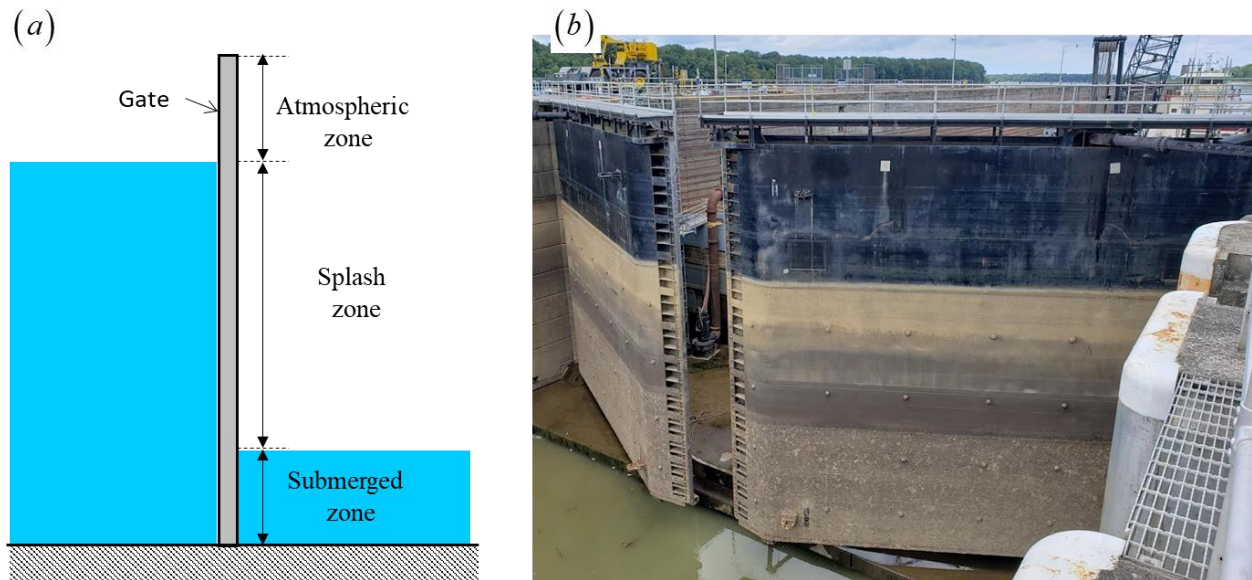 (a)
Gate
Atmospheric
zone
Splash
zone
Submerged
zone
(b)